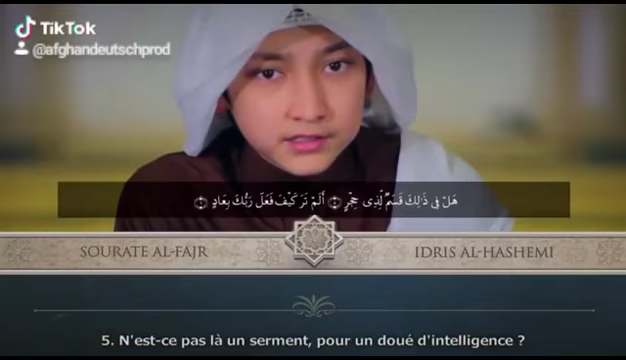 TikTok
@afghandeutschprod
هَلْ فِى ذَٰلِكَ قَسَمٌ لِّذِى حِجْرٍ ۝ أَلَمْ تَرَ كَيْفَ فَعَلَ رَبُّكَ بِعَادٍ ۝
SOURATE AL-FAJR IDRIS AL-HASHEMI
5. N'est-ce pas là un serment, pour un doué d'intelligence ?